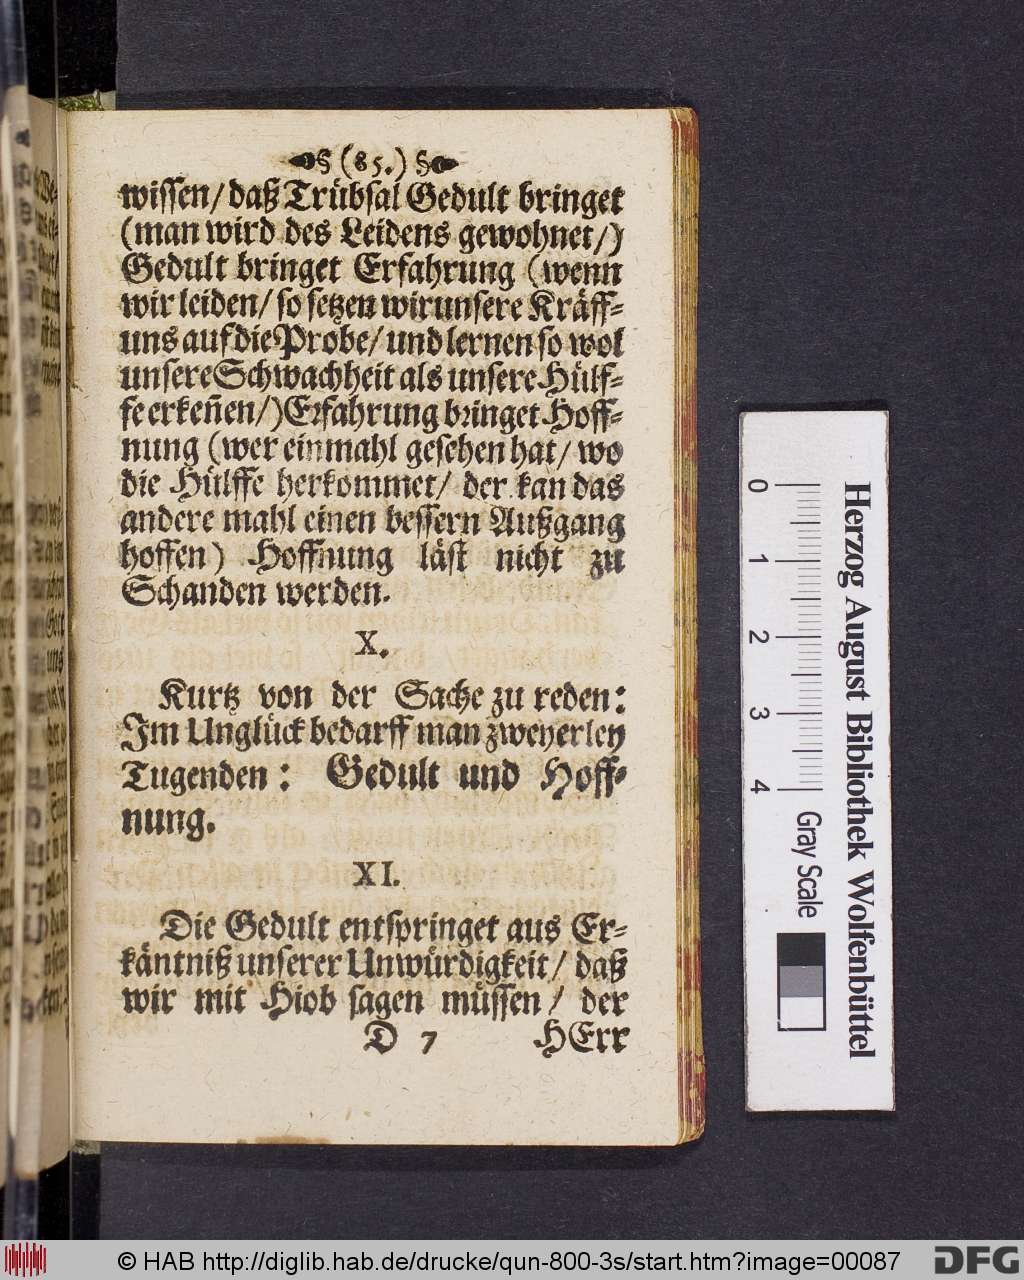 § (85.) §
wissen/ daß Trübsal Gedult bringet
(man wird des Leidens gewohnet/)
Gedult bringet Erfahrung (wenn
wir leiden/ so setzen wir unsere Kräff-
uns auf die Probe/ und lernen so wol
unsere Schwachheit als unsere Hülf-
fe erkeñen/) Erfahrung bringet Hoff-
nung (wer einmahl gesehen hat/ wo
die Hülffe herkommet/ der kan das
andere mahl einen bessern Außgang
hoffen) Hoffnung läst nicht zu
Schanden werden.
X.
Kurtz von der Sache zu reden:
Im Unglück bedarff man zweyerley
Tugenden: Gedult und Hoff-
nung.
XI.
Die Gedult entspringet aus Er-
käntniß unserer Unwürdigkeit/ daß
wir mit Hiob sagen müssen/ der
D 7 HErr
Herzog August Bibliothek Wolfenbüttel
0 1 2 3 4 Gray Scale
© HAB http://diglib.hab.de/drucke/qun-800-3s/start.htm?image=00087
DFG